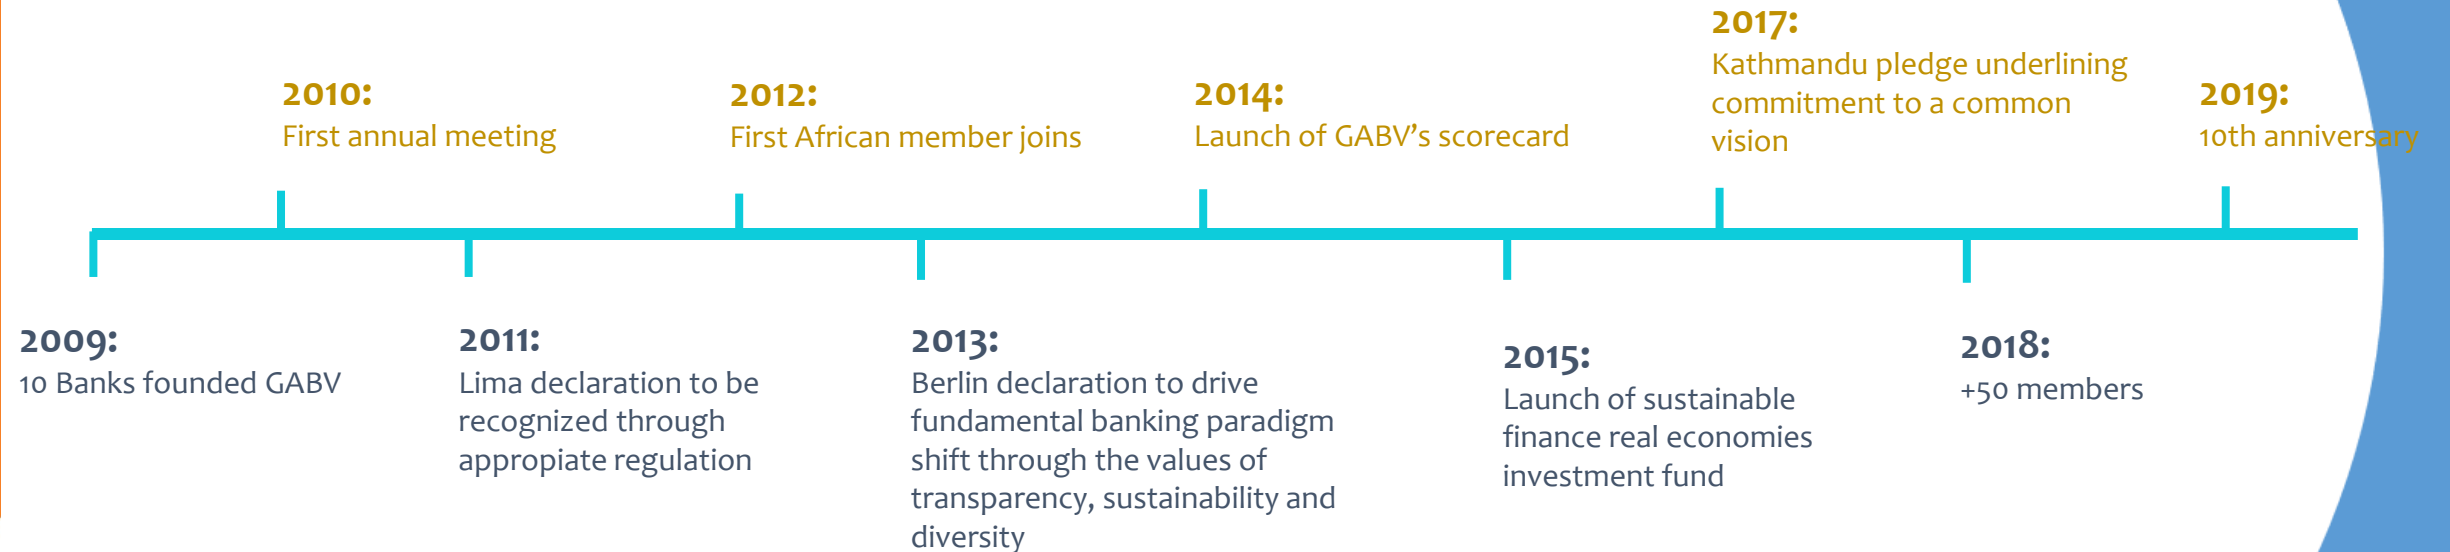 2009:
10 Banks founded GABV
2010:
First annual meeting
2011:
Lima declaration to be
recognized through
appropiate regulation
2012:
First African member joins
2013:
Berlin declaration to drive
fundamental banking paradigm
shift through the values of
transparency, sustainability and
diversity
2014:
Launch of GABV’s scorecard
2015:
Launch of sustainable
finance real economies
investment fund
2017:
Kathmandu pledge underlining
commitment to a common
vision
2018:
+50 members
2019:
10th anniversary